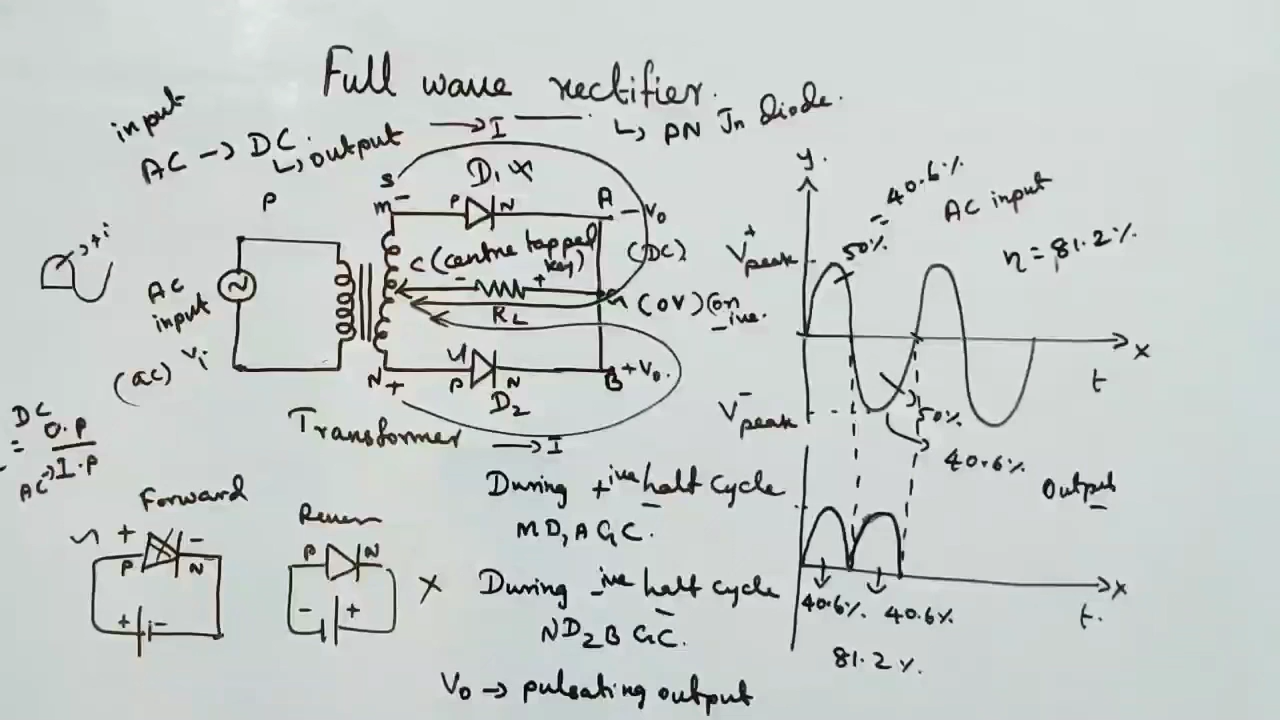 Full wave rectifier.
↳ PN Jn diode.
input
AC → DC
↳ output
→ I
P
S
M -
D₁ ×
P N
A - V₀
(DC)
C (centre tapped
key)
- +
RL
G (0V) (or)
-ive.
AC
input
(ac) Vi
+i
N +
P N
D₂
B + V₀.
Transformer
→ I
DC
= O.P
AC → I.P
Forward
+ -
P N
+ -
P N
- +
×
During +ive half cycle
MD₁AGC.
During -ive half cycle
ND₂BGC.
V₀ → pulsating output
y.
= 40.6%
AC input
V+peak
50%
η = 81.2%
x
t
V-peak
50%
40.6%
Output
x
t.
40.6% 40.6%
81.2%.